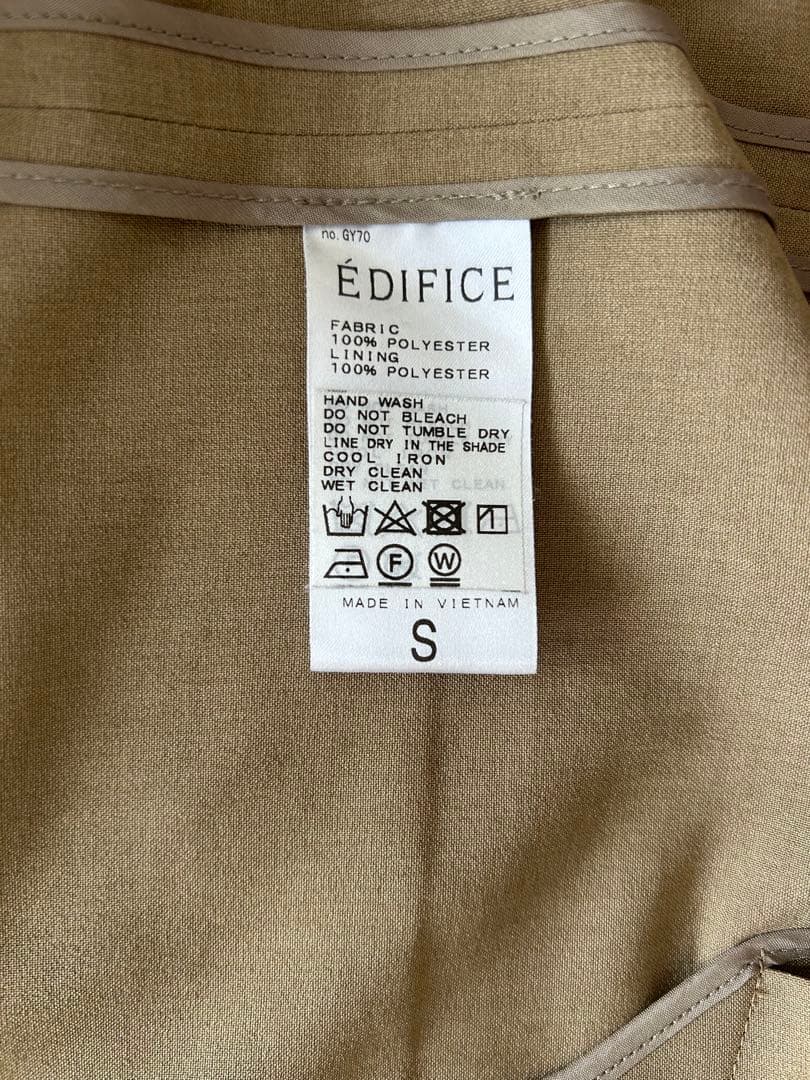 no. GY70
ÉDIFICE
FABRIC
100% POLYESTER
LINING
100% POLYESTER
HAND WASH
DO NOT BLEACH
DO NOT TUMBLE DRY
LINE DRY IN THE SHADE
COOL IRON
DRY CLEAN
WET CLEAN
F W
MADE IN VIETNAM
S